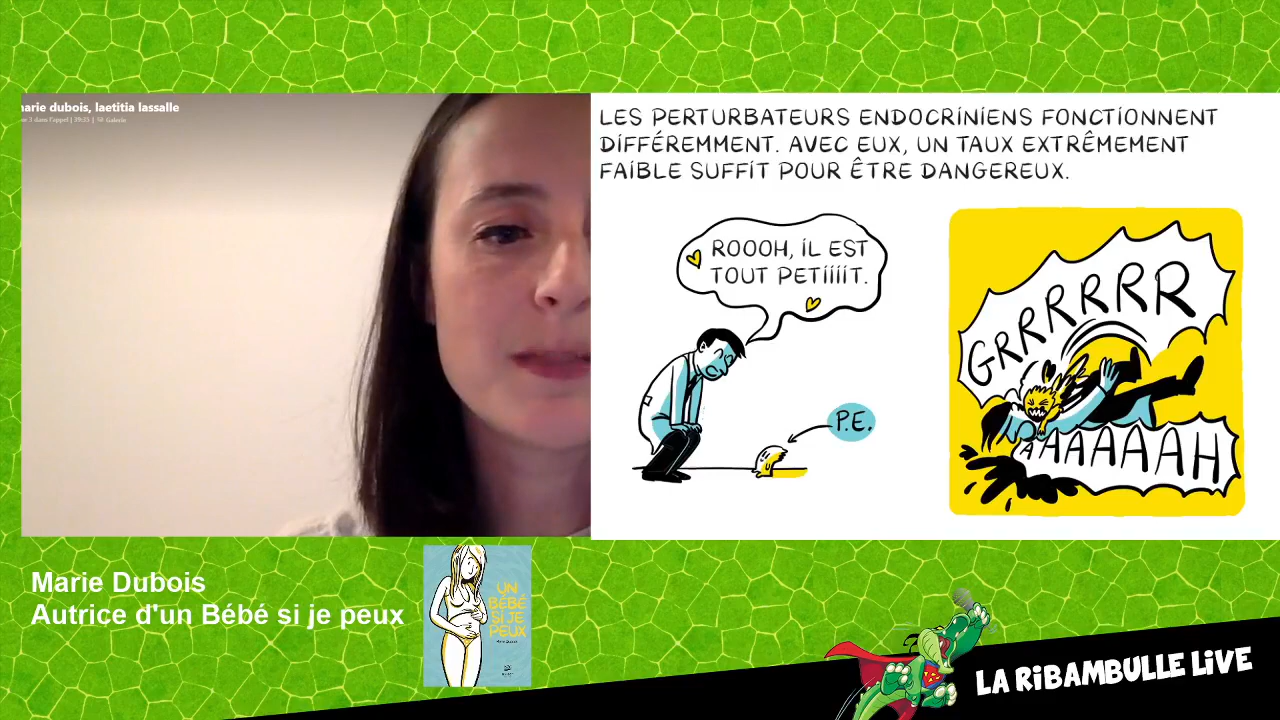 marie dubois, laetitia lassalle
LES PERTURBATEURS ENDOCRINIENS FONCTIONNENT
DIFFÉREMMENT. AVEC EUX, UN TAUX EXTRÊMEMENT
FAIBLE SUFFIT POUR ÊTRE DANGEREUX.
ROOOH, IL EST
TOUT PETIIIIT.
P.E.
GRRRRRR
AAAAAAAH
Marie Dubois
Autrice d'un Bébé si je peux
UN
BÉBÉ
SI JE
PEUX
LA RIBAMBULLE LIVE